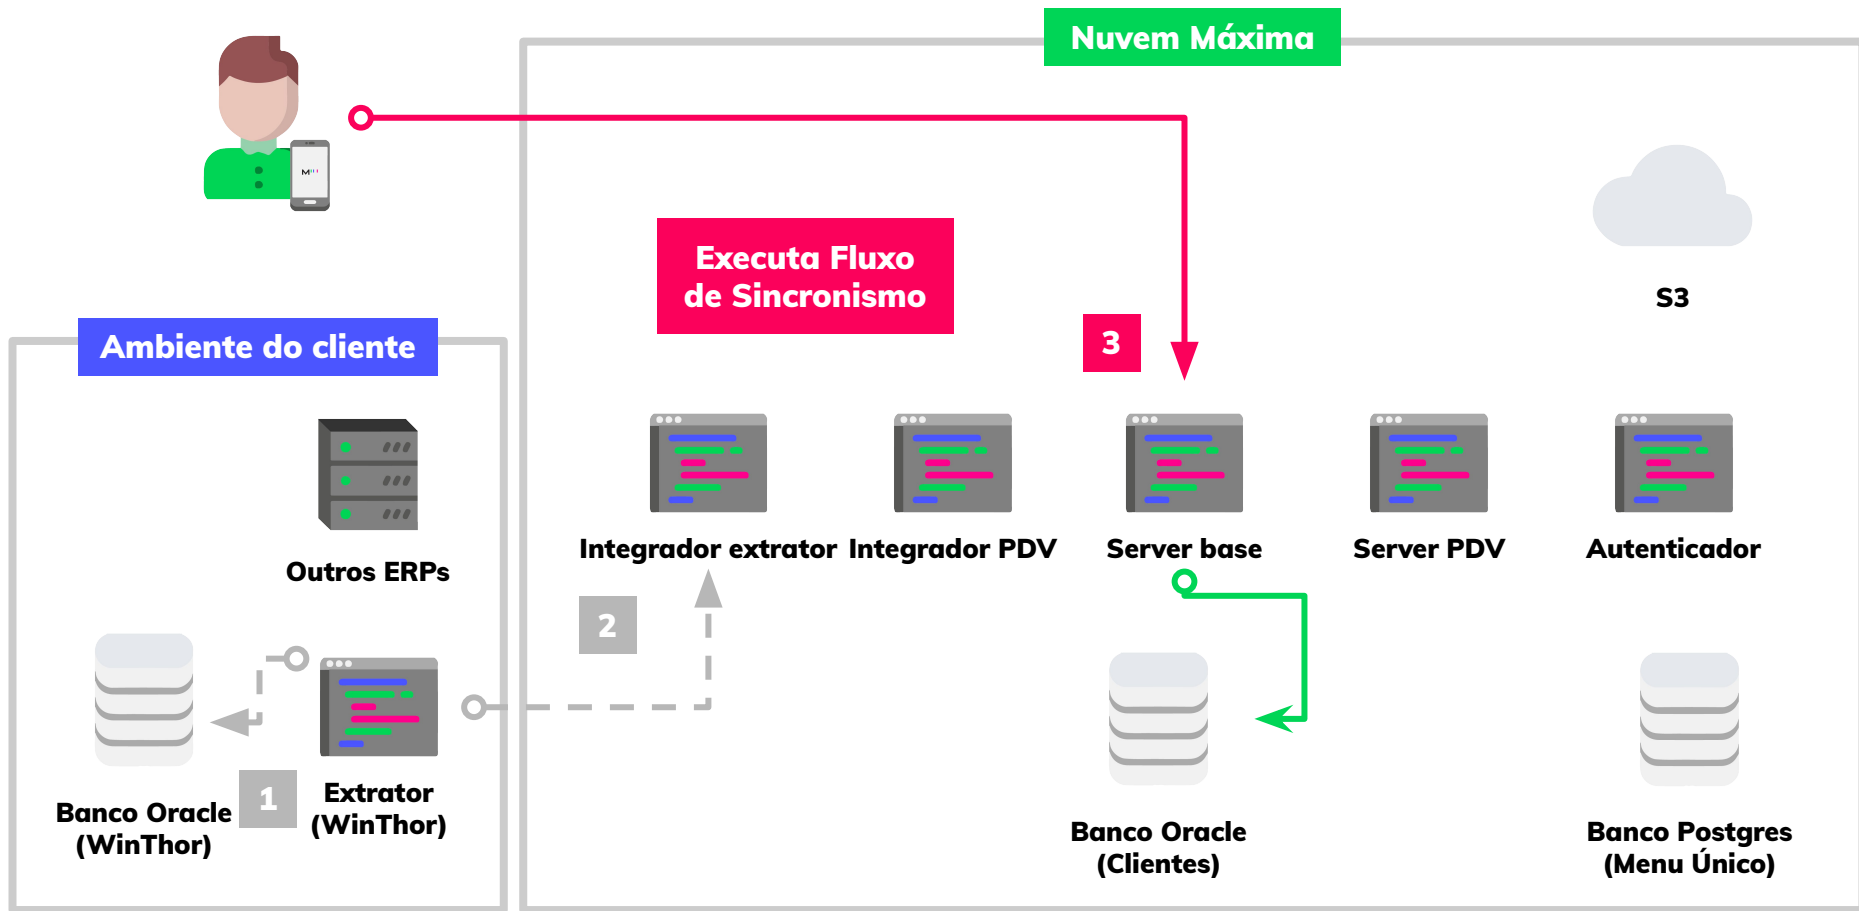 Nuvem Máxima
Executa Fluxo
de Sincronismo
S3
3
Ambiente do cliente
Integrador extrator
Integrador PDV
Server base
Server PDV
Autenticador
Outros ERPs
2
1
Extrator
(WinThor)
Banco Oracle
(WinThor)
Banco Oracle
(Clientes)
Banco Postgres
(Menu Único)